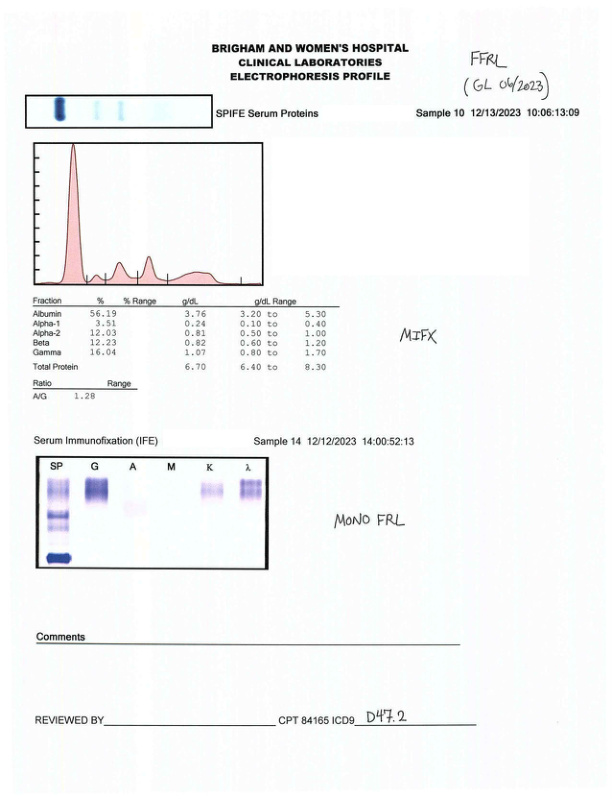 BRIGHAM AND WOMEN'S HOSPITAL
CLINICAL LABORATORIES
ELECTROPHORESIS PROFILE
FFRL
(GL 06/2023)
SPIFE Serum Proteins Sample 10 12/13/2023 10:06:13:09
Fraction % % Range g/dL g/dL Range
Albumin 56.19 3.76 3.20 to 5.30
Alpha-1 3.51 0.24 0.10 to 0.40
Alpha-2 12.03 0.81 0.50 to 1.00
Beta 12.23 0.82 0.60 to 1.20
Gamma 16.04 1.07 0.80 to 1.70
Total Protein 6.70 6.40 to 8.30
MIFX
Ratio Range
A/G 1.28
Serum Immunofixation (IFE) Sample 14 12/12/2023 14:00:52:13
SP G A M K λ
MONO FRL
Comments
REVIEWED BY CPT 84165 ICD9 D47.2